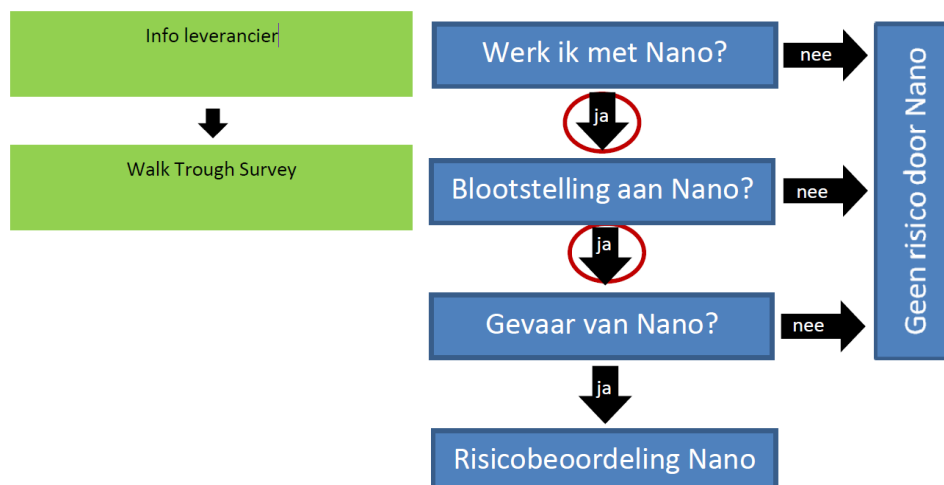 Info leverancier
Walk Trough Survey
Werk ik met Nano?
nee
ja
Blootstelling aan Nano?
nee
ja
Gevaar van Nano?
nee
ja
Risicobeoordeling Nano
Geen risico door Nano